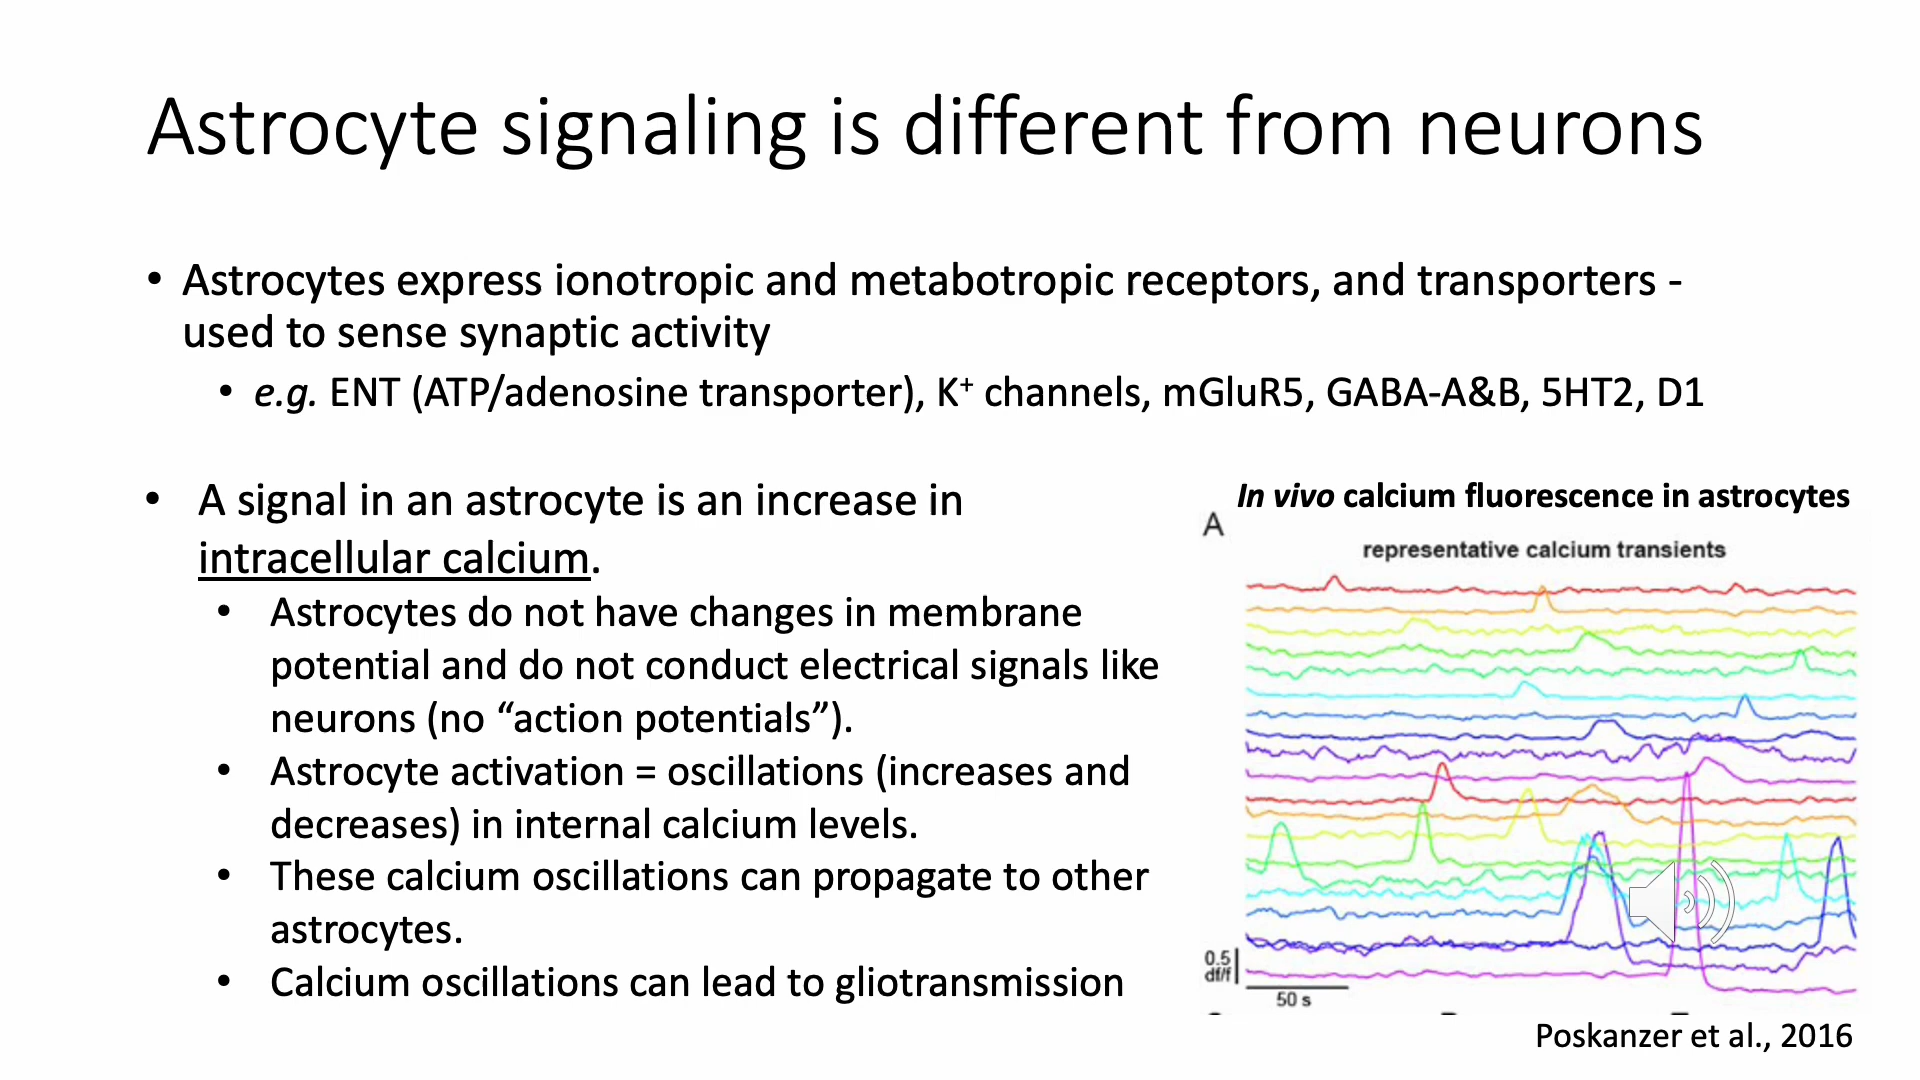 Astrocyte signaling is different from neurons
• Astrocytes express ionotropic and metabotropic receptors, and transporters -
used to sense synaptic activity
• e.g. ENT (ATP/adenosine transporter), K⁺ channels, mGluR5, GABA-A&B, 5HT2, D1
• A signal in an astrocyte is an increase in
intracellular calcium.
• Astrocytes do not have changes in membrane
potential and do not conduct electrical signals like
neurons (no “action potentials”).
• Astrocyte activation = oscillations (increases and
decreases) in internal calcium levels.
• These calcium oscillations can propagate to other
astrocytes.
• Calcium oscillations can lead to gliotransmission
In vivo calcium fluorescence in astrocytes
A
representative calcium transients
0.5
df/f
50 s
Poskanzer et al., 2016